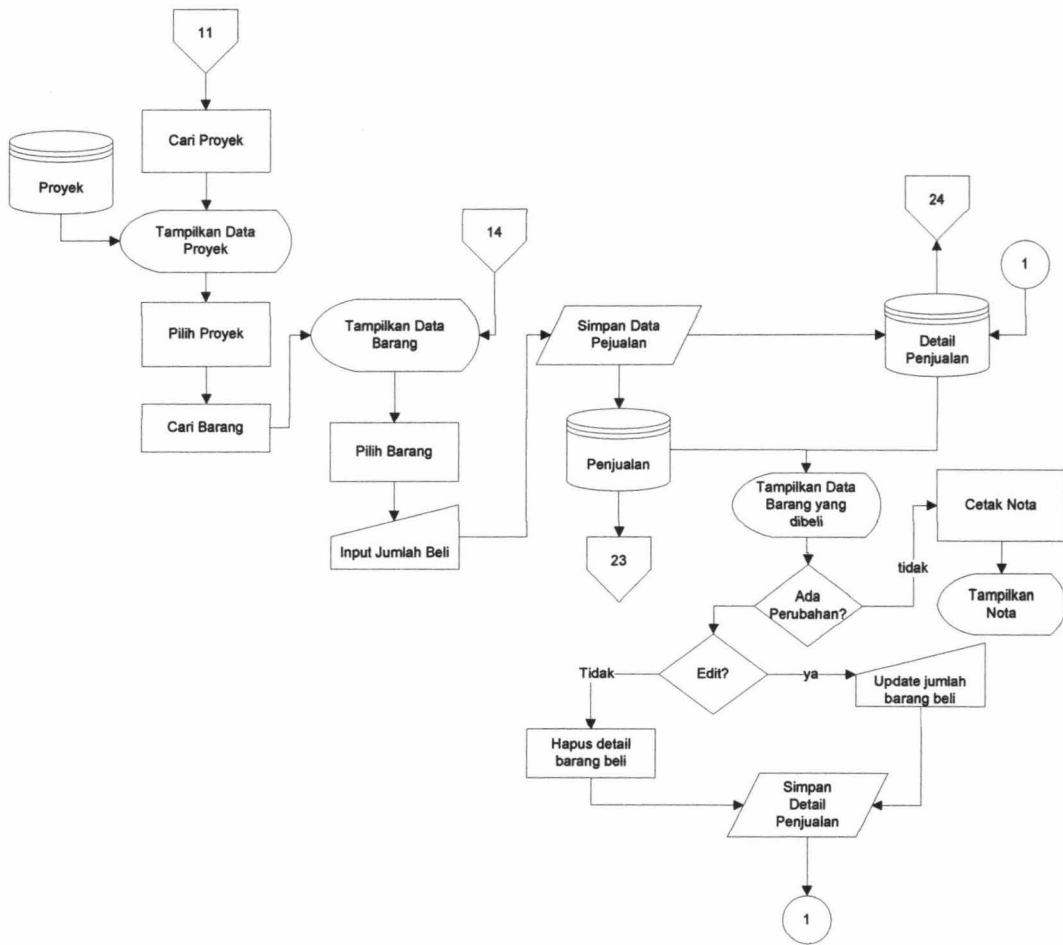 11
Cari Proyek
Proyek
Tampilkan Data
Proyek
Pilih Proyek
Cari Barang
14
Tampilkan Data
Barang
Pilih Barang
Input Jumlah Beli
Simpan Data
Pejualan
Penjualan
23
24
1
Detail
Penjualan
Tampilkan Data
Barang yang
dibeli
Ada
Perubahan?
tidak
Cetak Nota
Tampilkan
Nota
Edit?
Tidak
ya
Update jumlah
barang beli
Hapus detail
barang beli
Simpan
Detail
Penjualan
1